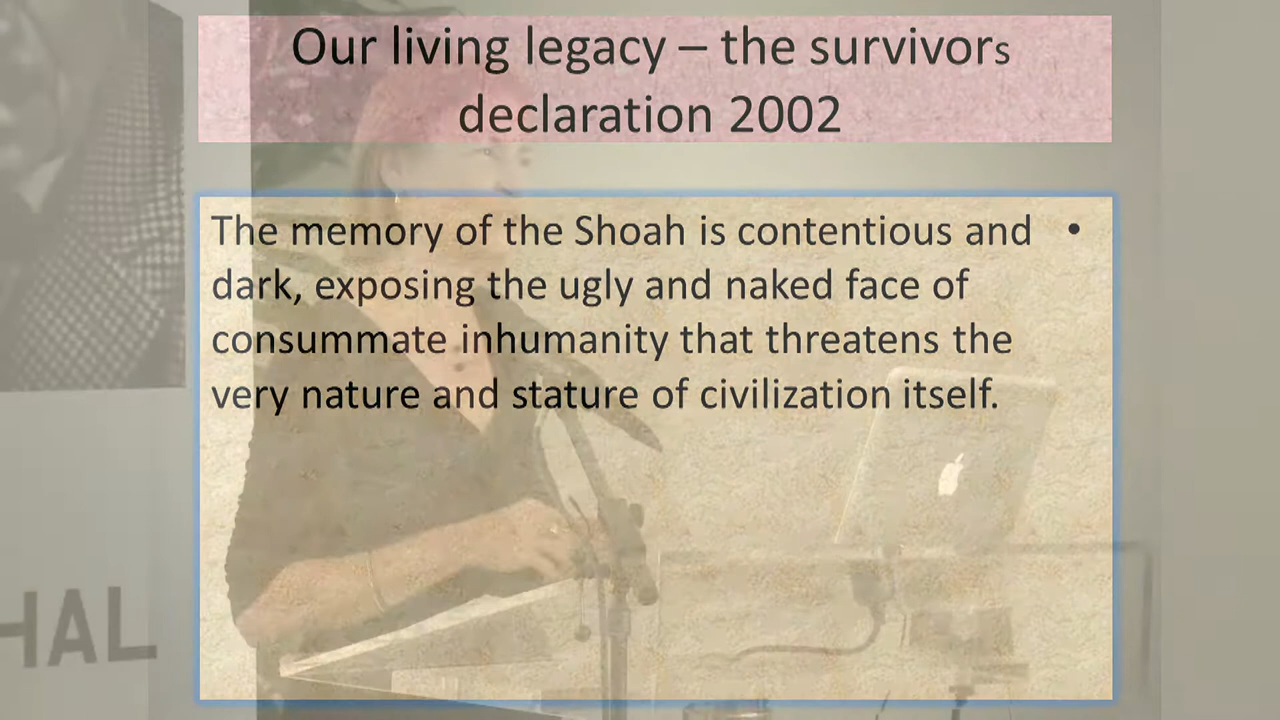 Our living legacy – the survivors
declaration 2002
The memory of the Shoah is contentious and •
dark, exposing the ugly and naked face of
consummate inhumanity that threatens the
very nature and stature of civilization itself.
HAL